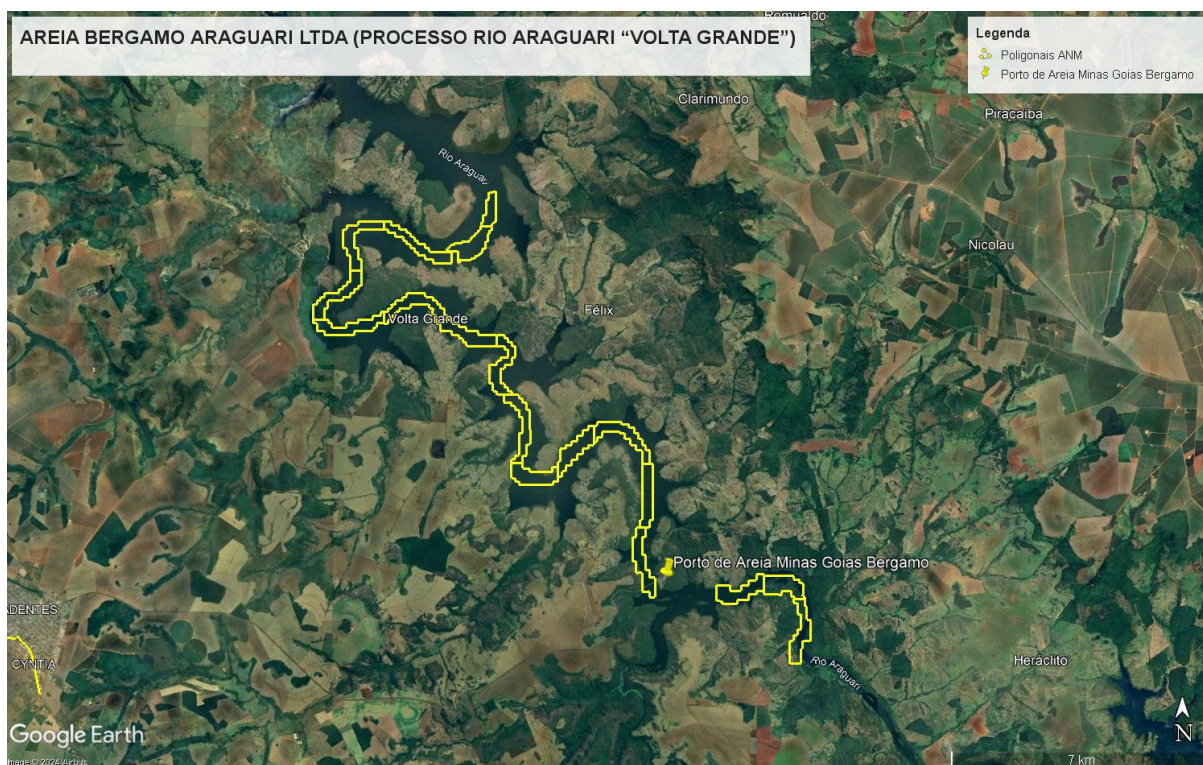 Romualdo
AREIA BERGAMO ARAGUARI LTDA (PROCESSO RIO ARAGUARI “VOLTA GRANDE”)
Legenda
Poligonais ANM
Porto de Areia Minas Goias Bergamo
Clarimundo
Piracaíba
Rio Araguari
Nicolau
Félix
Volta Grande
Porto de Areia Minas Goias Bergamo
ADENTES
CYNTIA
Heráclito
Rio Araguari
Google Earth
Image © 2024 Airbus
7 km
N